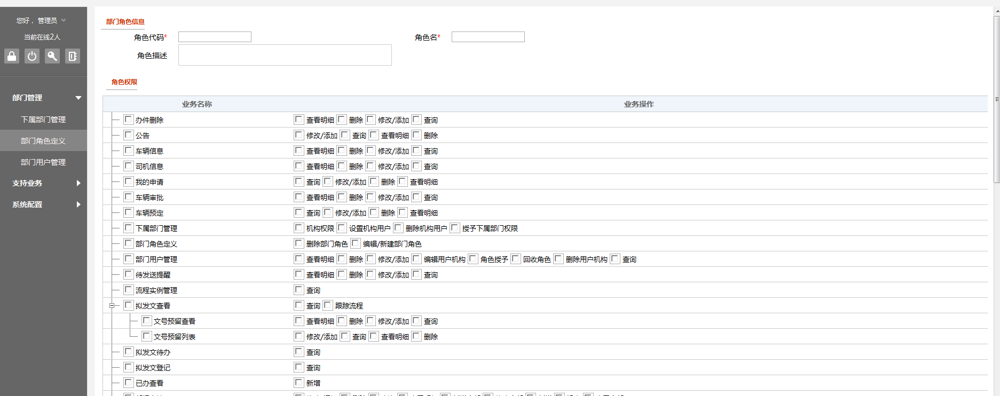 您好， 管理员
当前在线2人
部门管理
下属部门管理
部门角色定义
部门用户管理
支持业务
系统配置
部门角色信息
角色代码* 角色名*
角色描述
角色权限
业务名称 业务操作
办件删除 查看明细 删除 修改/添加 查询
公告 修改/添加 查询 查看明细 删除
车辆信息 查看明细 删除 修改/添加 查询
司机信息 查看明细 删除 修改/添加 查询
我的申请 查询 修改/添加 删除 查看明细
车辆审批 查看明细 删除 修改/添加 查询
车辆预定 查询 修改/添加 删除 查看明细
下属部门管理 机构权限 设置机构用户 删除机构用户 授予下属部门权限
部门角色定义 删除部门角色 编辑/新建部门角色
部门用户管理 查看明细 删除 修改/添加 编辑用户机构 角色授予 回收角色 删除用户机构 查询
待发送提醒 查看明细 删除 修改/添加 查询
流程实例管理 查询
拟发文查看 查询 跟踪流程
文号预留查看 查看明细 删除 修改/添加 查询
文号预留列表 修改/添加 查询 查看明细 删除
拟发文待办 查询
拟发文登记 查询
已办查看 新增